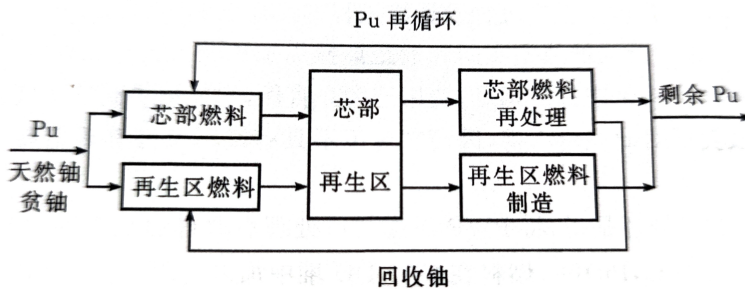 Pu 再循环
芯部燃料
芯部
芯部燃料
再处理
剩余 Pu
Pu
天然铀
贫铀
再生区燃料
再生区
再生区燃料
制造
回收铀